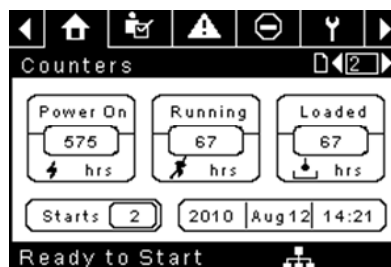 Counters 2
Power On Running Loaded
575 67 67
hrs hrs hrs
Starts 2 2010 Aug12 14:21
Ready to Start